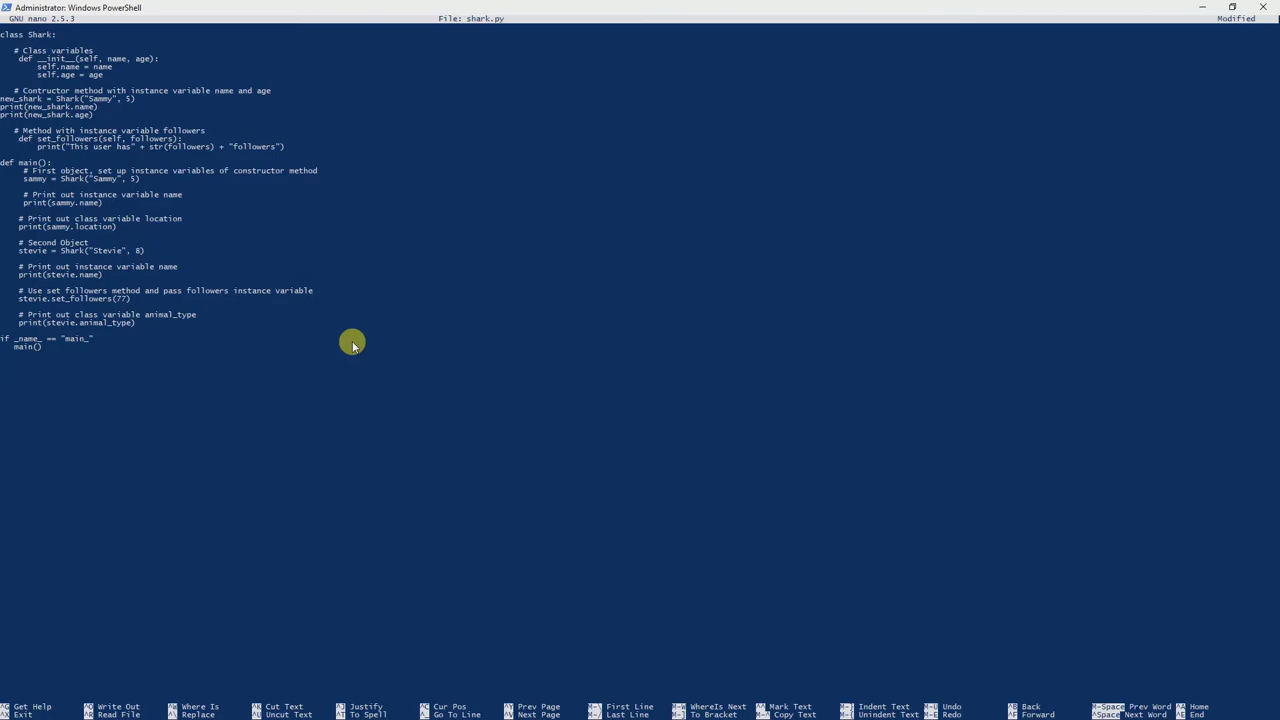 Administrator: Windows PowerShell
GNU nano 2.5.3 File: shark.py Modified
class Shark:
# Class variables
def __init__(self, name, age):
self.name = name
self.age = age
# Contructor method with instance variable name and age
new_shark = Shark("Sammy", 5)
print(new_shark.name)
print(new_shark.age)
# Method with instance variable followers
def set_followers(self, followers):
print("This user has" + str(followers) + "followers")
def main():
# First object, set up instance variables of constructor method
sammy = Shark("Sammy", 5)
# Print out instance variable name
print(sammy.name)
# Print out class variable location
print(sammy.location)
# Second Object
stevie = Shark("Stevie", 8)
# Print out instance variable name
print(stevie.name)
# Use set followers method and pass followers instance variable
stevie.set_followers(77)
# Print out class variable animal_type
print(stevie.animal_type)
if _name_ == "main_"
main()
^G Get Help ^O Write Out ^W Where Is ^K Cut Text ^J Justify ^C Cur Pos ^Y Prev Page M-\ First Line M-W WhereIs Next M-^ Mark Text M-} Indent Text M-U Undo ^B Back M-Space Prev Word ^A Home
^X Exit ^R Read File ^\ Replace ^U Uncut Text ^T To Spell ^_ Go To Line ^V Next Page M-/ Last Line M-] To Bracket Copy Text M-{ Unindent Text M-E Redo ^F Forward ^Space Next Word ^E End